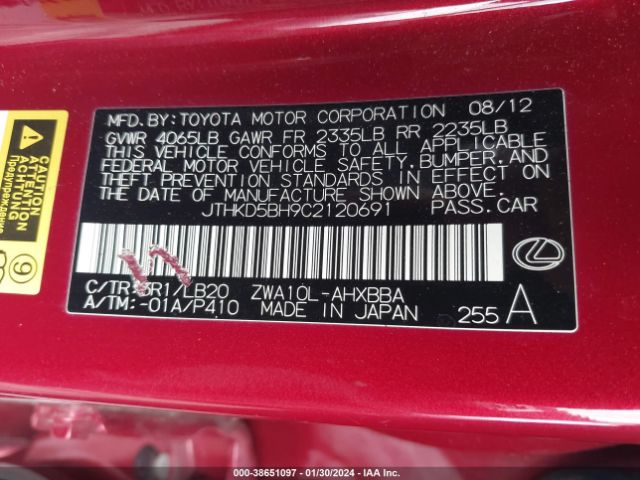 MFD.BY:TOYOTA MOTOR CORPORATION 08/12
GVWR 4065LB GAWR FR 2335LB RR 2235LB
THIS VEHICLE CONFORMS TO ALL APPLICABLE
FEDERAL MOTOR VEHICLE SAFETY,BUMPER,AND
THEFT PREVENTION STANDARDS IN EFFECT ON
THE DATE OF MANUFACTURE SHOWN ABOVE.
JTHKD5BH9C2120691 PASS.CAR
C/TR:3R1/LB20 ZWA10L-AHXBBA
A/TM:-01A/P410 MADE IN JAPAN 255 A
Предупреждение
9
000: 38651097 - 01/30/2024 - IAA Inc.